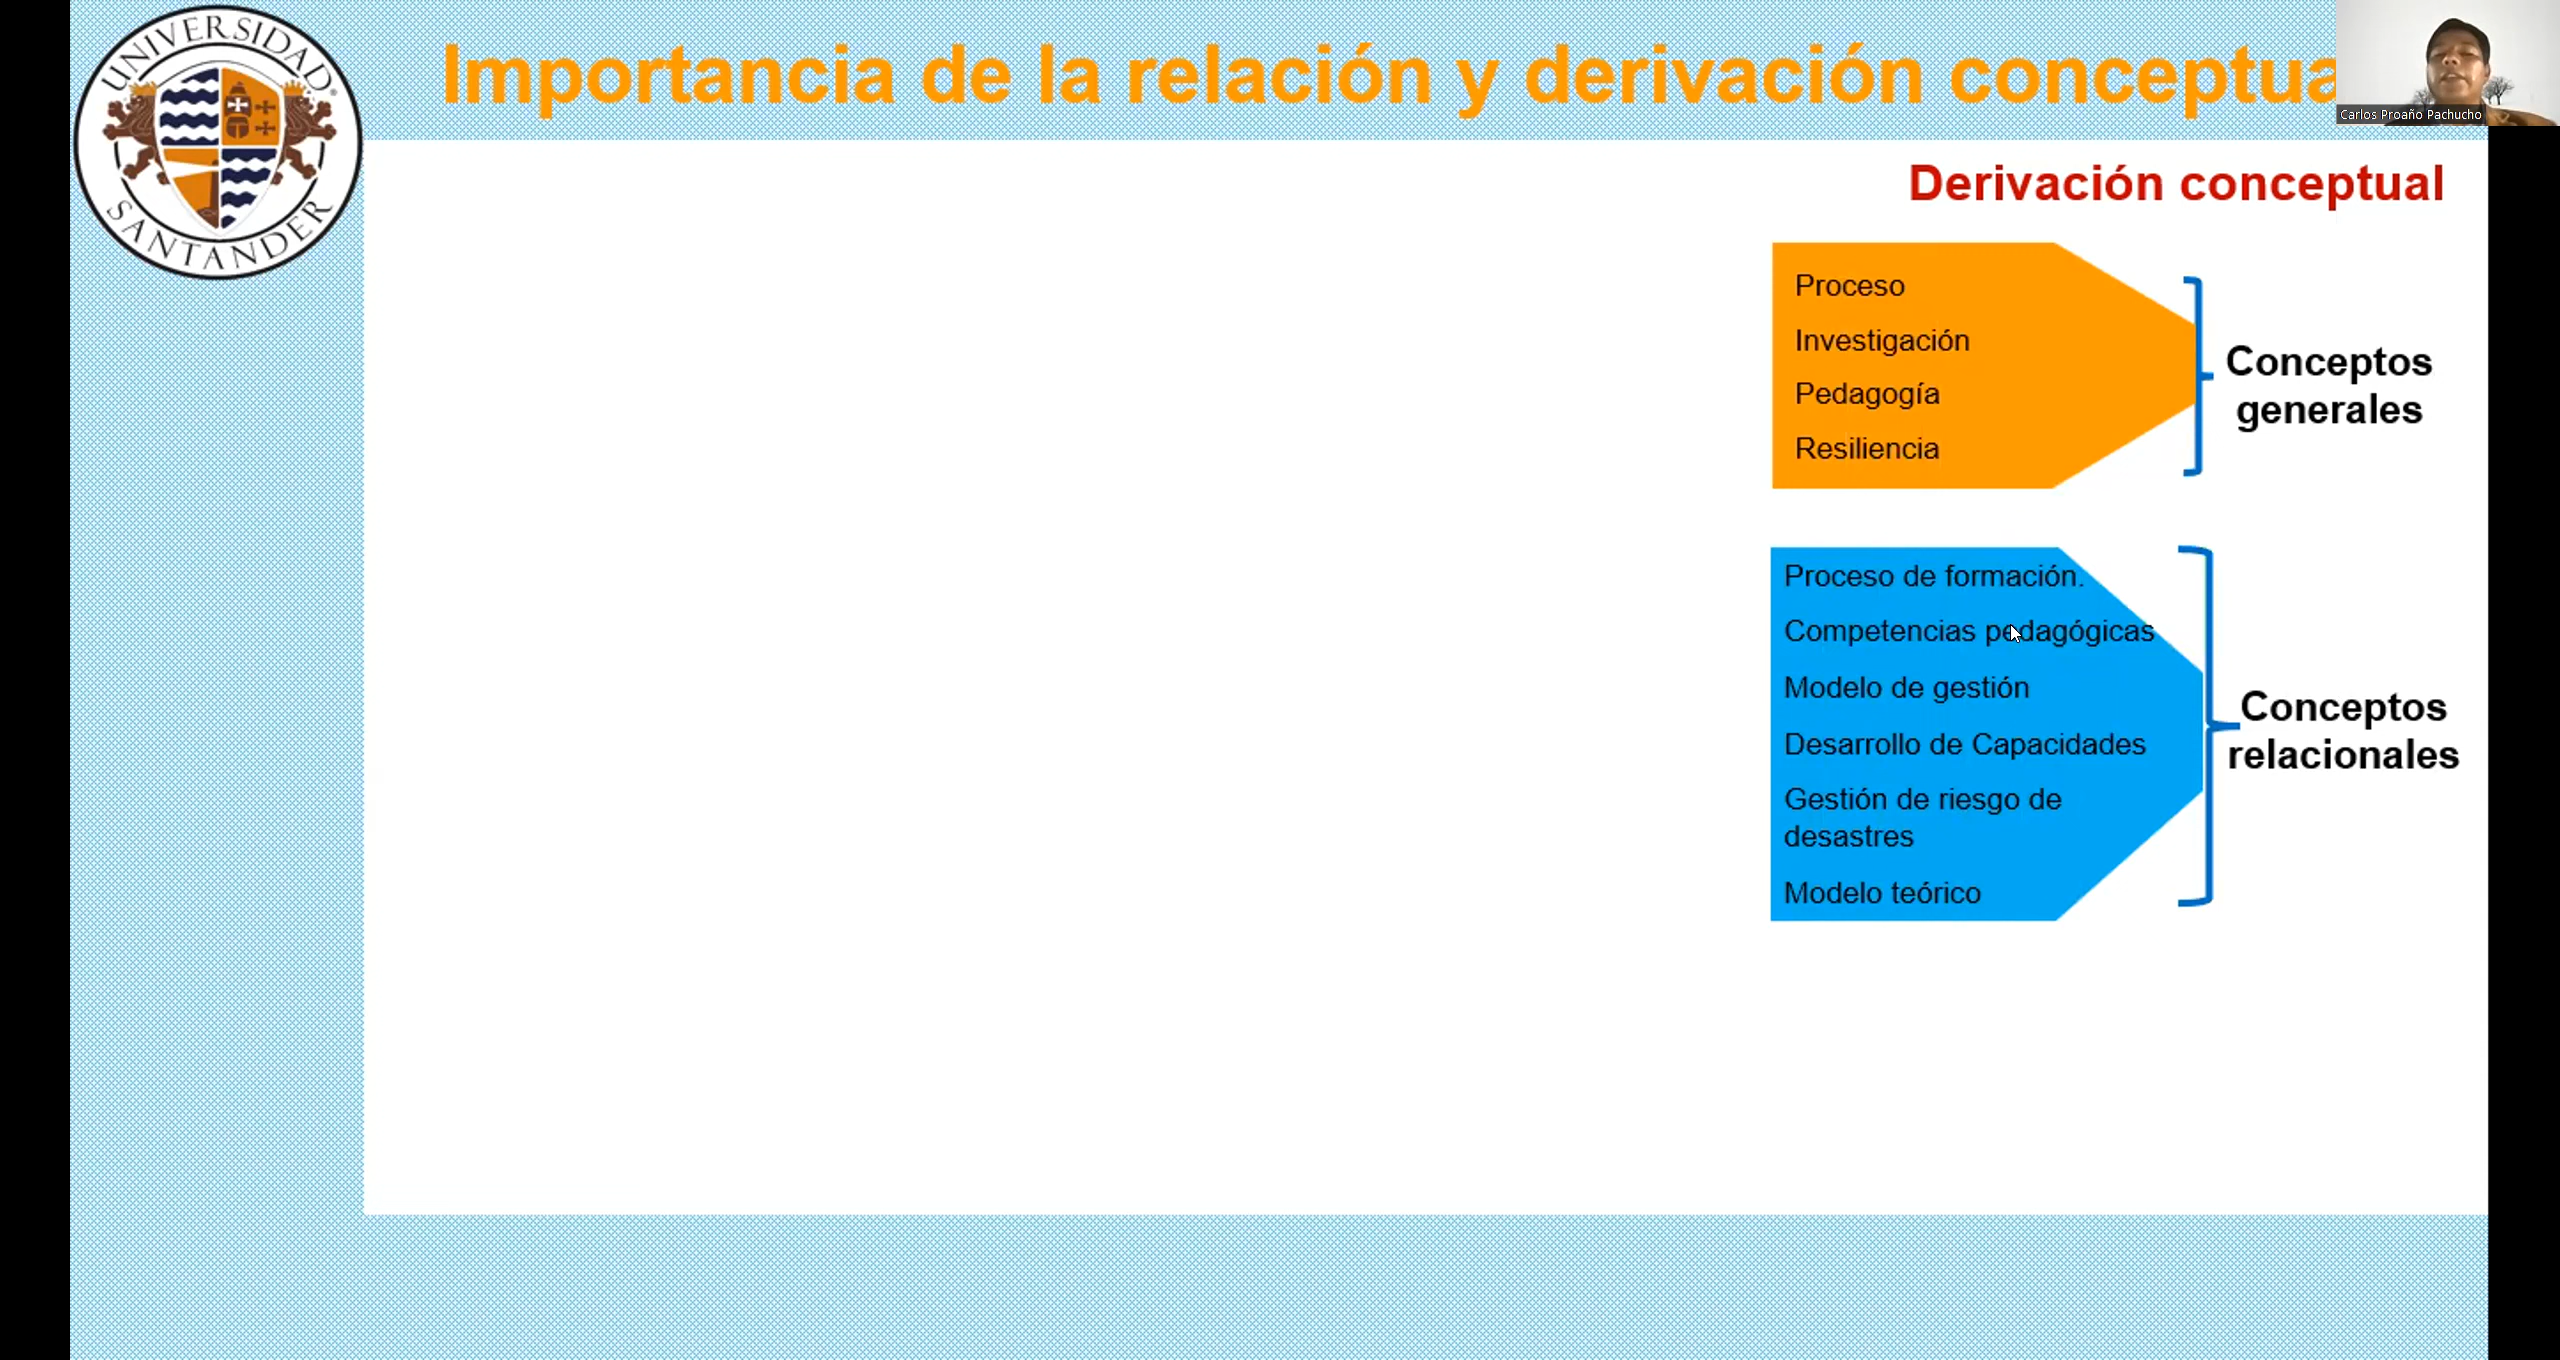 UNIVERSIDAD
SANTANDER
Importancia de la relación y derivación conceptua
Carlos Proaño Pachucho
Derivación conceptual
Proceso
Investigación
Pedagogía
Resiliencia
Conceptos
generales
Proceso de formación.
Competencias pedagógicas
Modelo de gestión
Desarrollo de Capacidades
Gestión de riesgo de
desastres
Modelo teórico
Conceptos
relacionales